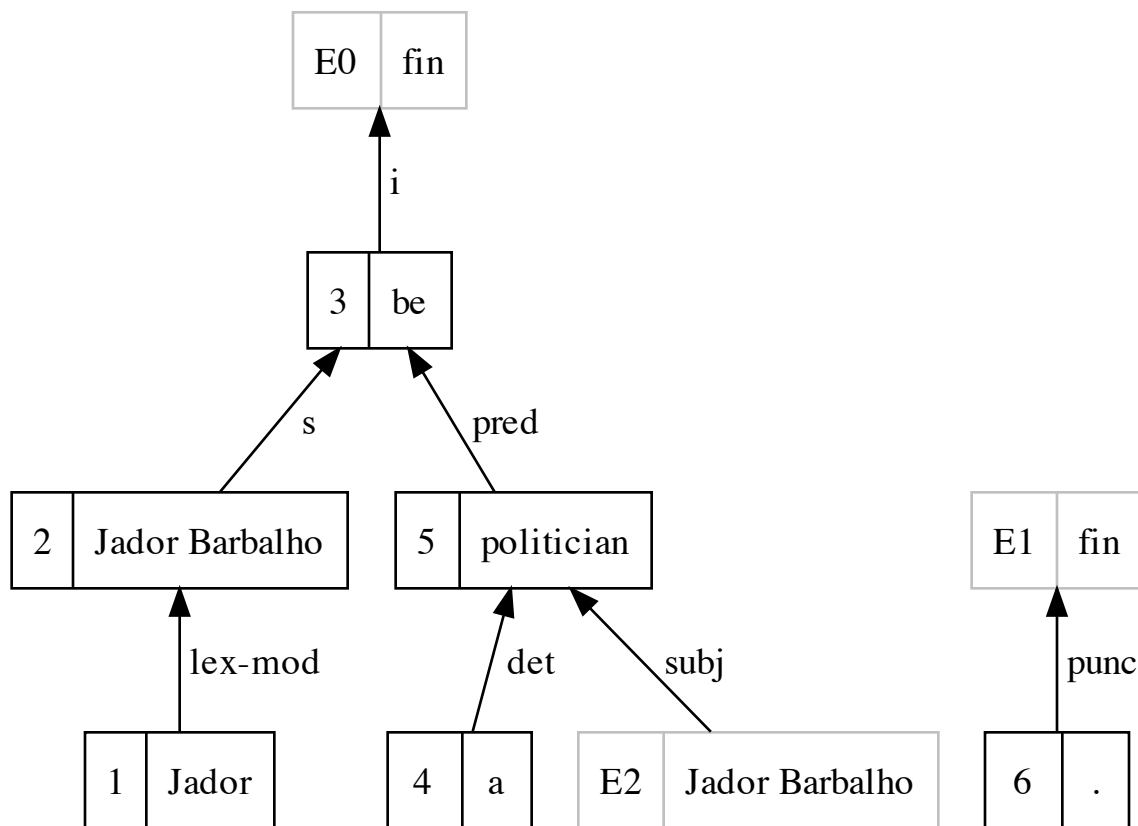 E0 fin
i
3 be
s pred
2 Jador Barbalho 5 politician E1 fin
lex-mod det subj punc
1 Jador 4 a E2 Jador Barbalho 6 .